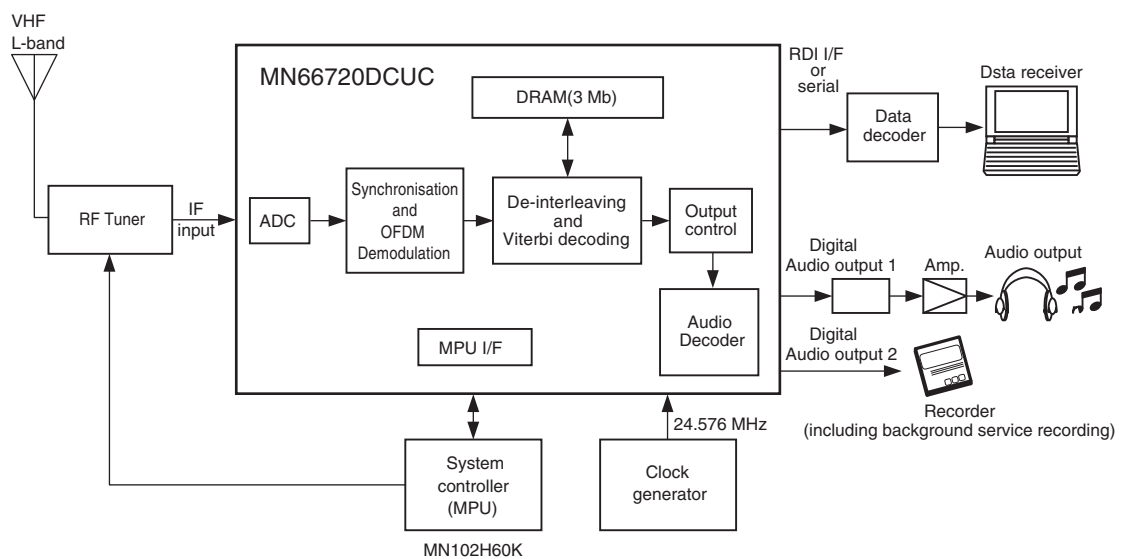 VHF
L-band
MN66720DCUC
DRAM(3 Mb)
RF Tuner
IF
input
ADC
Synchronisation
and
OFDM
Demodulation
De-interleaving
and
Viterbi decoding
Output
control
Audio
Decoder
MPU I/F
RDI I/F
or
serial
Data
decoder
Dsta receiver
Digital
Audio output 1
Amp.
Audio output
Digital
Audio output 2
Recorder
(including background service recording)
24.576 MHz
System
controller
(MPU)
MN102H60K
Clock
generator